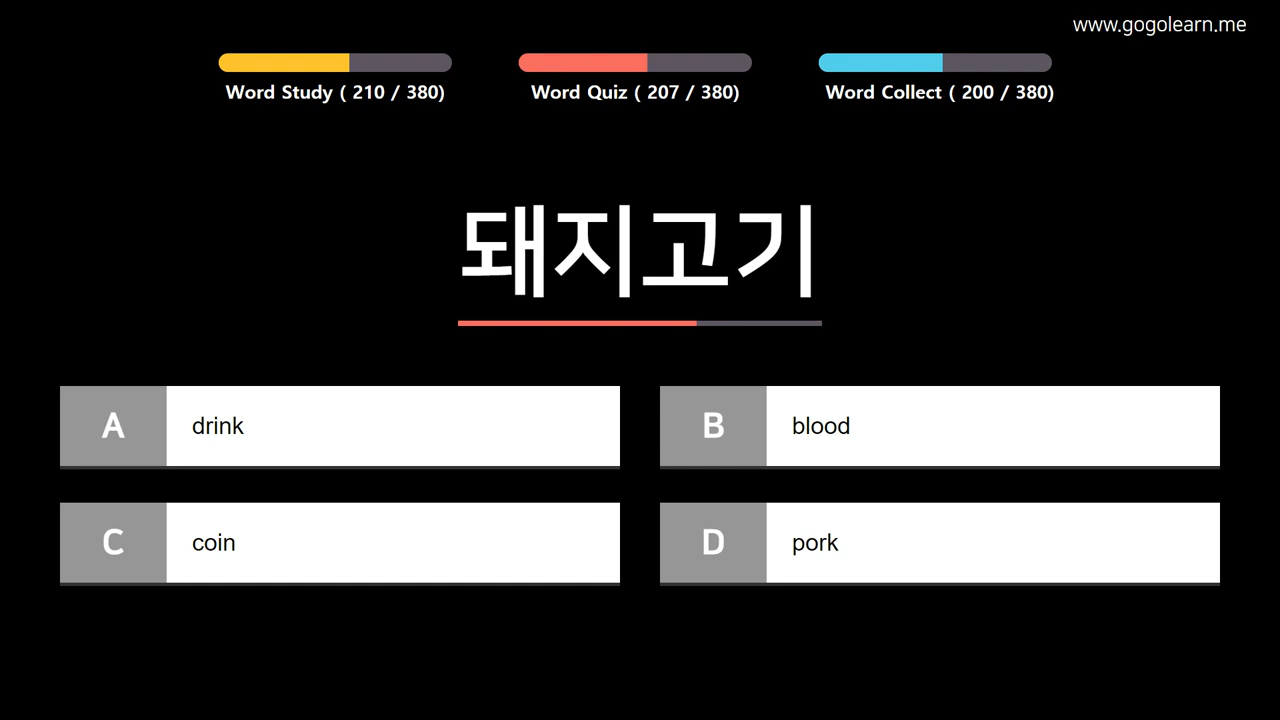 www.gogolearn.me
Word Study ( 210 / 380)
Word Quiz ( 207 / 380)
Word Collect ( 200 / 380)
돼지고기
A drink
B blood
C coin
D pork